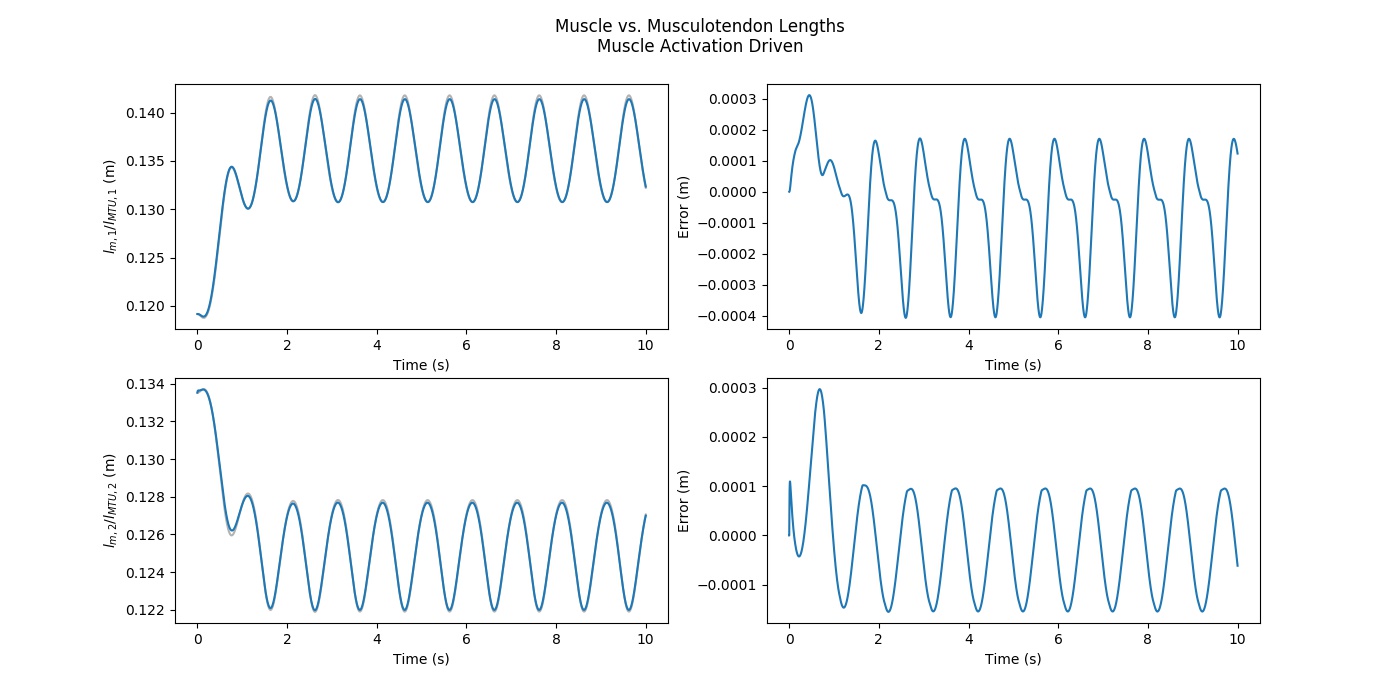 Muscle vs. Musculotendon Lengths
Muscle Activation Driven
l_{m,1}/l_{MTU,1} (m)
0.140
0.135
0.130
0.125
0.120
0 2 4 6 8 10
Time (s)
Error (m)
0.0003
0.0002
0.0001
0.0000
−0.0001
−0.0002
−0.0003
−0.0004
0 2 4 6 8 10
Time (s)
l_{m,2}/l_{MTU,2} (m)
0.134
0.132
0.130
0.128
0.126
0.124
0.122
0 2 4 6 8 10
Time (s)
Error (m)
0.0003
0.0002
0.0001
0.0000
−0.0001
0 2 4 6 8 10
Time (s)